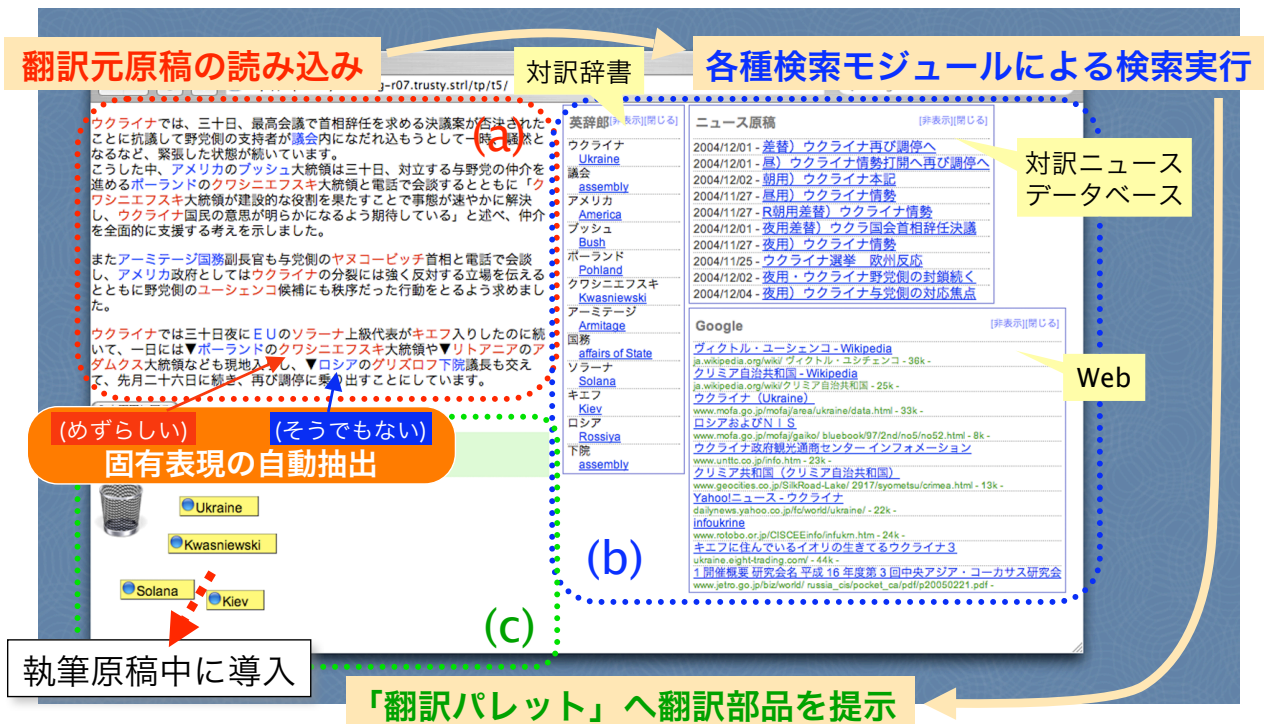 翻訳元原稿の読み込み
各種検索モジュールによる検索実行
対訳辞書
g-r07.trusty.strl/tp/t5/
ウクライナでは、三十日、最高会議で首相辞任を求める決議案が否決された
ことに抗議して野党側の支持者が議会内になだれ込もうとして一時、騒然と
なるなど、緊張した状態が続いています。
こうした中、アメリカのブッシュ大統領は三十日、対立する与野党の仲介を
進めるポーランドのクワシニエフスキ大統領と電話で会談するとともに「ク
ワシニエフスキ大統領が建設的な役割を果たすことで事態が速やかに解決
し、ウクライナ国民の意思が明らかになるよう期待している」と述べ、仲介
を全面的に支援する考えを示しました。
またアーミテージ国務副長官も与党側のヤヌコービッチ首相と電話で会談
し、アメリカ政府としてはウクライナの分裂には強く反対する立場を伝える
とともに野党側のユーシェンコ候補にも秩序だった行動をとるよう求めまし
た。
ウクライナでは三十日夜にＥＵのソラーナ上級代表がキエフ入りしたのに続
いて、一日には▼ポーランドのクワシニエフスキ大統領や▼リトアニアのア
ダムクス大統領なども現地入りし、▼ロシアのグリズロフ下院議長も交え
て、先月二十六日に続き、再び調停に乗り出すことにしています。
(a)
(めずらしい)
(そうでもない)
固有表現の自動抽出
英辞郎[非表示][閉じる]
ウクライナ
Ukraine
議会
assembly
アメリカ
America
ブッシュ
Bush
ポーランド
Pohland
クワシニエフスキ
Kwasniewski
アーミテージ
Armitage
国務
affairs of State
ソラーナ
Solana
キエフ
Kiev
ロシア
Rossiya
下院
assembly
ニュース原稿
[非表示][閉じる]
2004/12/01 - 差替）ウクライナ再び調停へ
2004/12/01 - 昼）ウクライナ情勢打開へ再び調停へ
2004/12/02 - 朝用）ウクライナ本記
2004/11/27 - 昼用）ウクライナ情勢
2004/11/27 - R朝用差替）ウクライナ情勢
2004/12/01 - 夜用差替）ウクラ国会首相辞任決議
2004/11/27 - 夜用）ウクライナ情勢
2004/11/25 - ウクライナ選挙　欧州反応
2004/12/02 - 夜用・ウクライナ野党側の封鎖続く
2004/12/04 - 夜用）ウクライナ与党側の対応焦点
対訳ニュース
データベース
Google
[非表示][閉じる]
ヴィクトル・ユーシェンコ - Wikipedia
ja.wikipedia.org/wiki/ ヴィクトル・ユシチェンコ - 36k -
クリミア自治共和国 - Wikipedia
ja.wikipedia.org/wiki/クリミア自治共和国 - 25k -
ウクライナ（Ukraine）
www.mofa.go.jp/mofaj/area/ukraine/data.html - 33k -
ロシアおよびＮＩＳ
www.mofa.go.jp/mofaj/gaiko/ bluebook/97/2nd/no5/no52.html - 8k -
ウクライナ政府観光通商センター インフォメーション
www.unttc.co.jp/info.htm - 23k -
クリミア共和国（クリミア自治共和国）
www.geocities.co.jp/SilkRoad-Lake/ 2017/syometsu/crimea.html - 13k -
Yahoo!ニュース - ウクライナ
dailynews.yahoo.co.jp/fc/world/ukraine/ - 22k -
infoukrine
www.rotobo.or.jp/CISCEEinfo/infukrn.htm - 24k -
キエフに住んでいるイオリの生きてるウクライナ３
ukraine.eight-trading.com/ - 44k -
1 開催概要 研究会名 平成 16 年度第 3 回中央アジア・コーカサス研究会
www.jetro.go.jp/biz/world/ russia_cis/pocket_ca/pdf/p20050221.pdf -
Web
(b)
Ukraine
Kwasniewski
Solana
Kiev
(c)
執筆原稿中に導入
「翻訳パレット」へ翻訳部品を提示